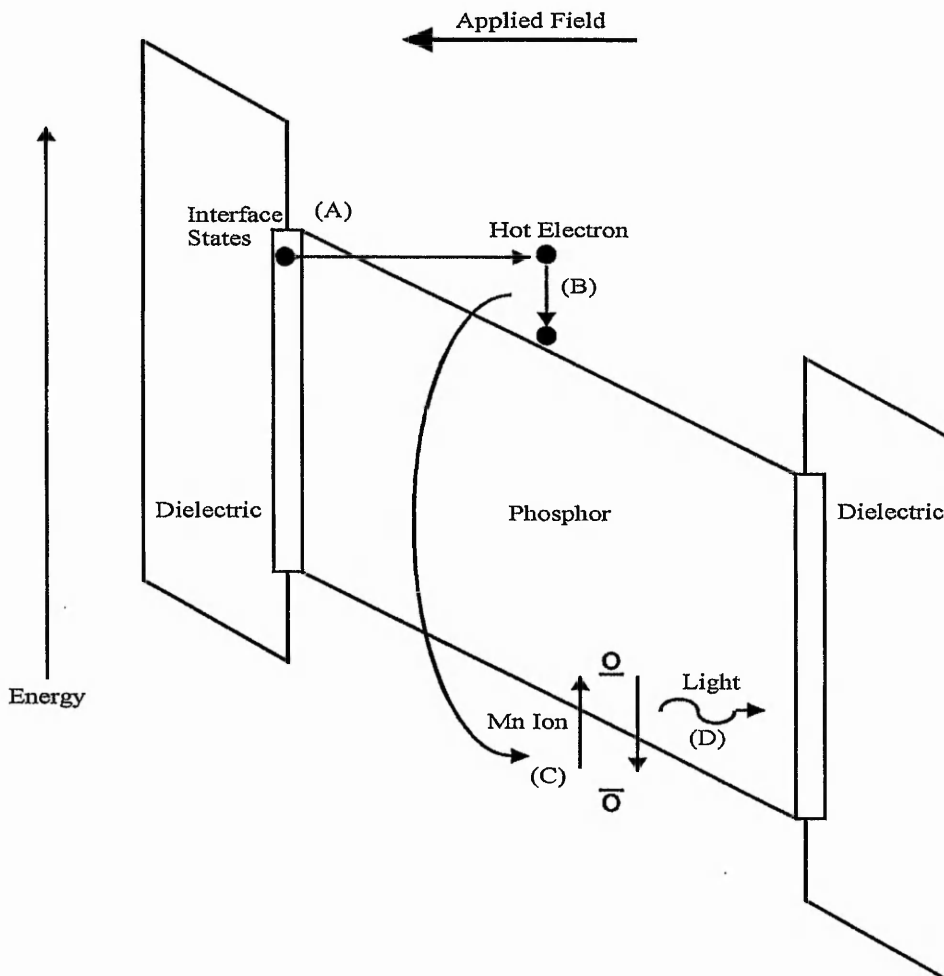 Applied Field
Interface
States
(A)
Hot Electron
(B)
Dielectric
Phosphor
Dielectric
Energy
O
Light
Mn Ion
(D)
(C)
O